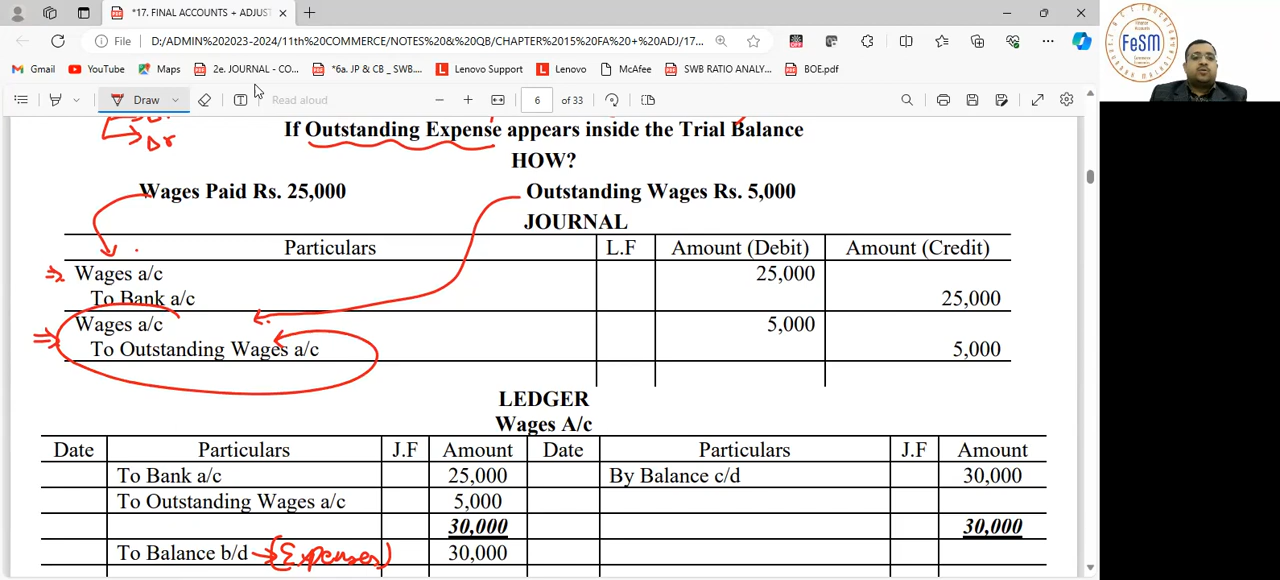 *17. FINAL ACCOUNTS + ADJUST
File D:/ADMIN%202023-2024/11th%20COMMERCE/NOTES%20&%20QB/CHAPTER%2015%20FA%20+%20ADJ/17...
Gmail YouTube Maps 2e. JOURNAL - CO... *6a. JP & CB _ SWB.... Lenovo Support Lenovo McAfee SWB RATIO ANALY... BOE.pdf
Draw Read aloud 6 of 33
FeSM
Dr
If Outstanding Expense appears inside the Trial Balance
HOW?
Wages Paid Rs. 25,000 Outstanding Wages Rs. 5,000
JOURNAL
Particulars L.F Amount (Debit) Amount (Credit)
Wages a/c 25,000
To Bank a/c 25,000
Wages a/c 5,000
To Outstanding Wages a/c 5,000
LEDGER
Wages A/c
Date Particulars J.F Amount Date Particulars J.F Amount
To Bank a/c 25,000 By Balance c/d 30,000
To Outstanding Wages a/c 5,000
30,000 30,000
To Balance b/d (Expenses) 30,000